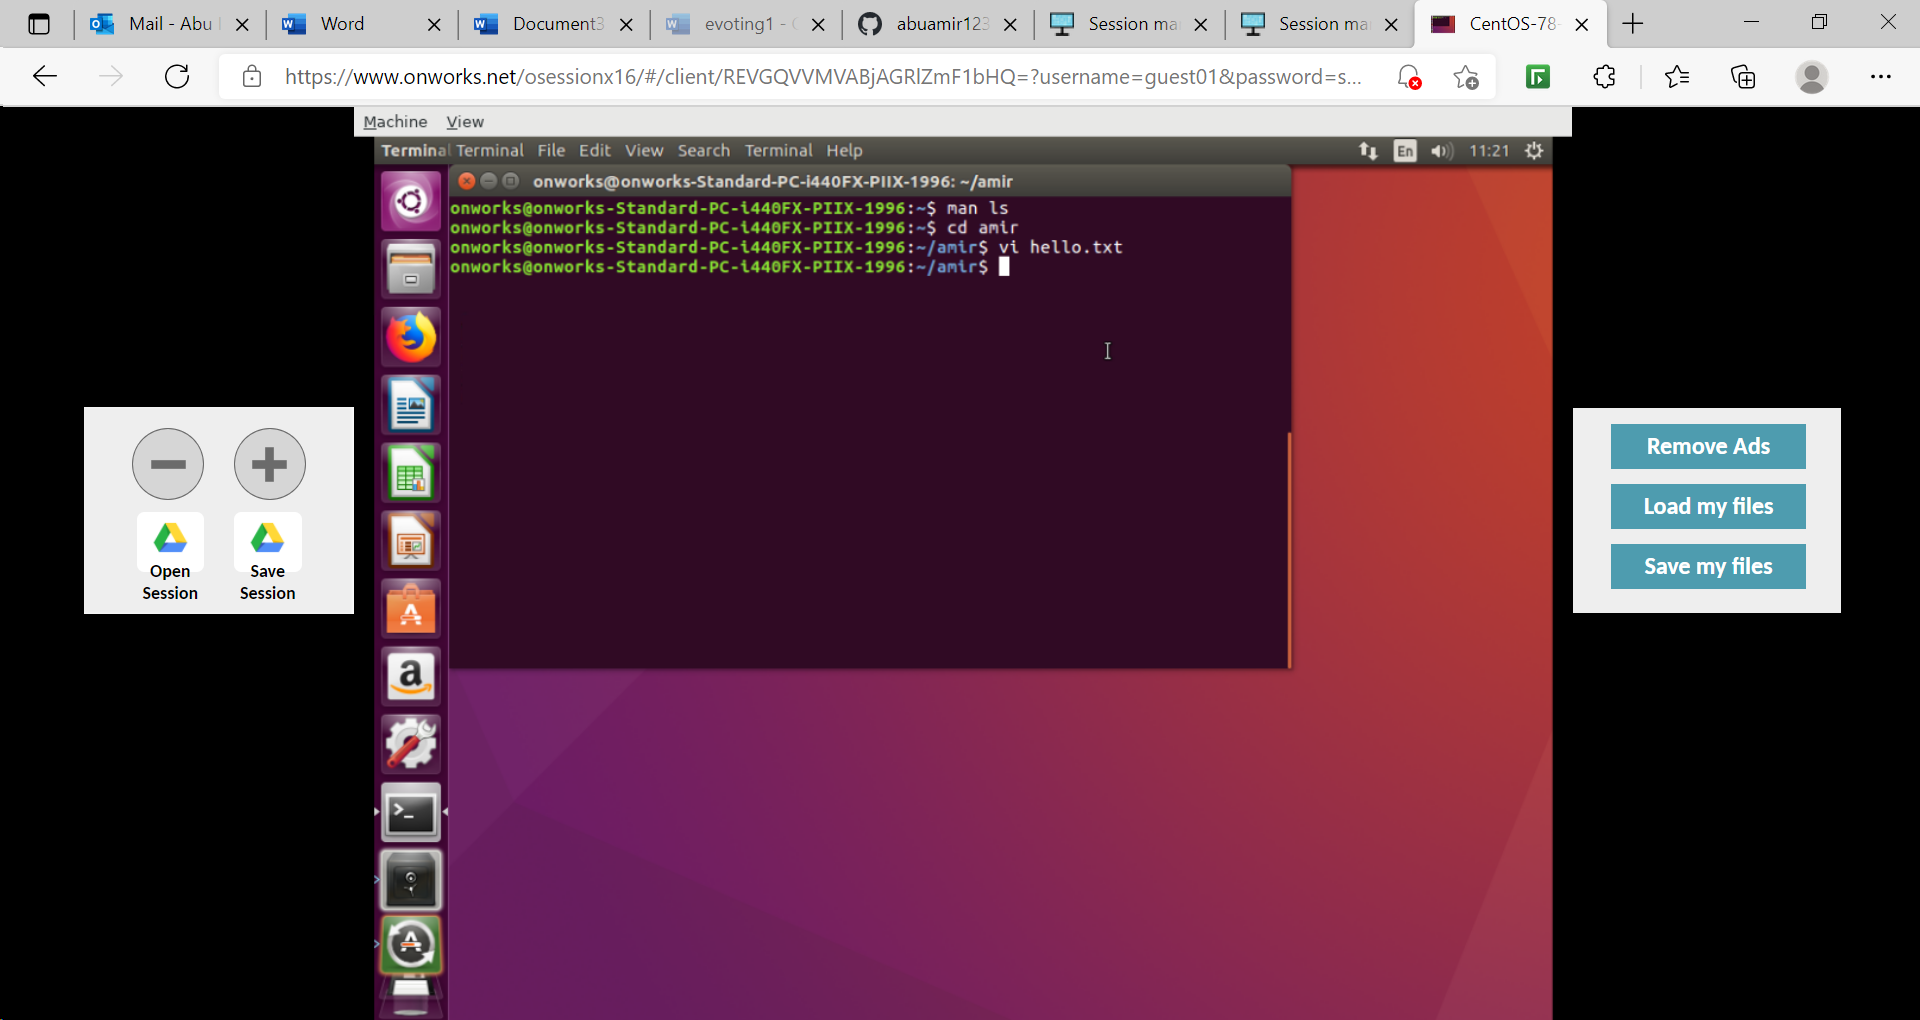 Mail - Abu
Word
Document3
evoting1 -
abuamir123
Session ma
Session ma
CentOS-78-
https://www.onworks.net/osessionx16/#/client/REVGQVVMVABjAGRlZmF1bHQ=?username=guest01&password=s...
Machine View
Terminal Terminal File Edit View Search Terminal Help
En 11:21
onworks@onworks-Standard-PC-i440FX-PIIX-1996: ~/amir
onworks@onworks-Standard-PC-i440FX-PIIX-1996:~$ man ls
onworks@onworks-Standard-PC-i440FX-PIIX-1996:~$ cd amir
onworks@onworks-Standard-PC-i440FX-PIIX-1996:~/amir$ vi hello.txt
onworks@onworks-Standard-PC-i440FX-PIIX-1996:~/amir$
Open
Session
Save
Session
Remove Ads
Load my files
Save my files